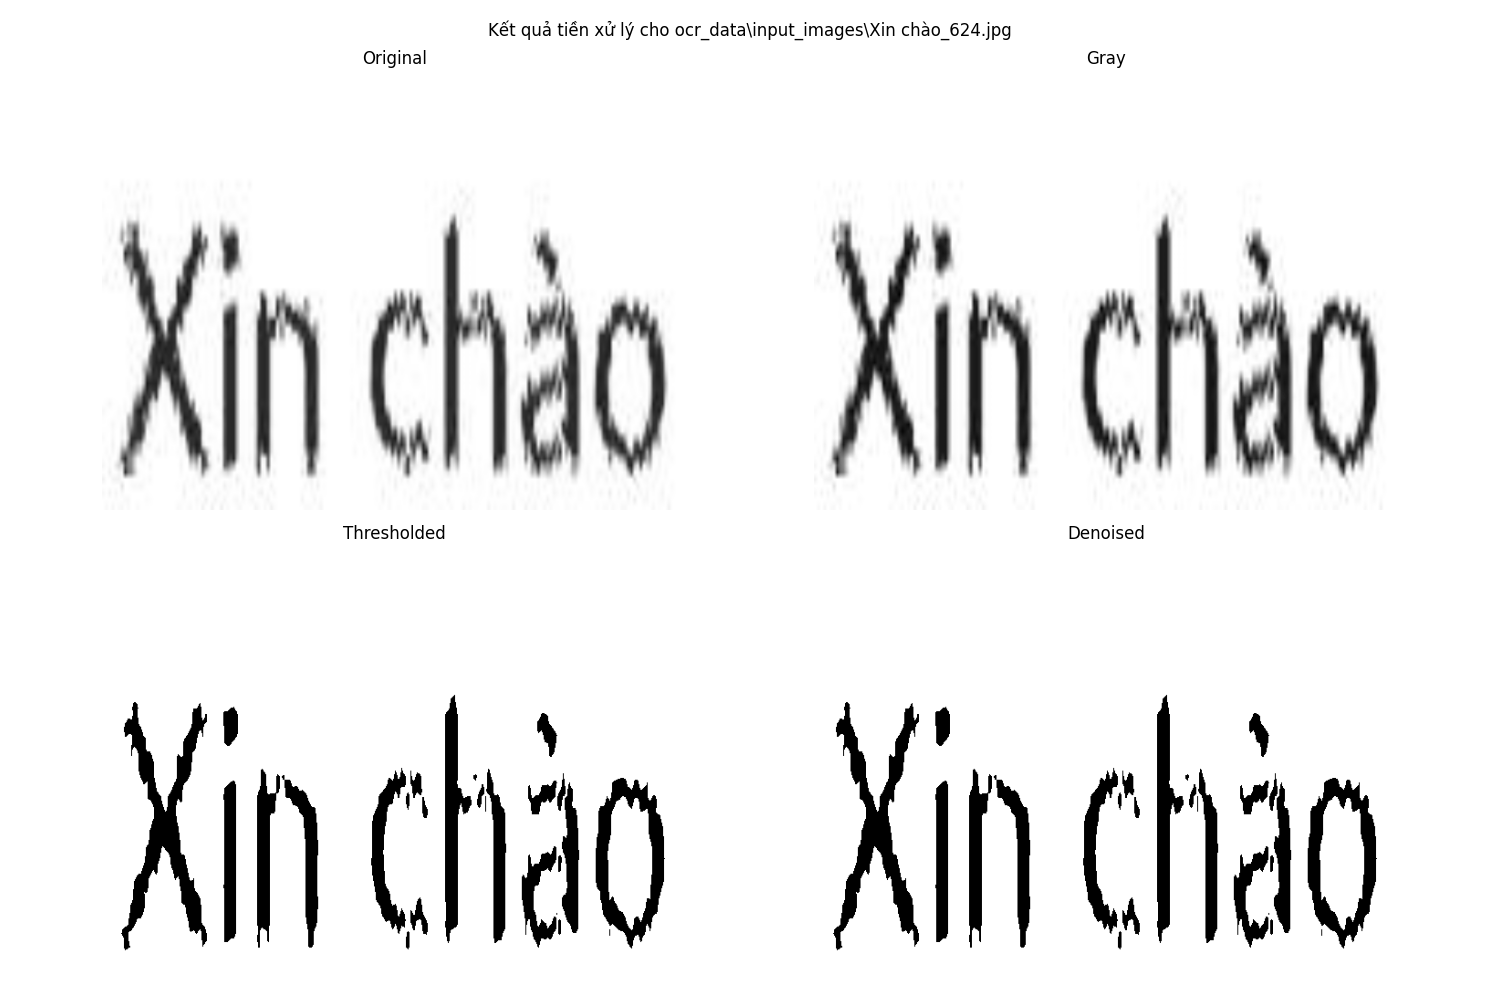 Kết quả tiền xử lý cho ocr_data\input_images\Xin chào_624.jpg
Original
Gray
Xin chào
Xin chào
Thresholded
Denoised
Xin chào
Xin chào